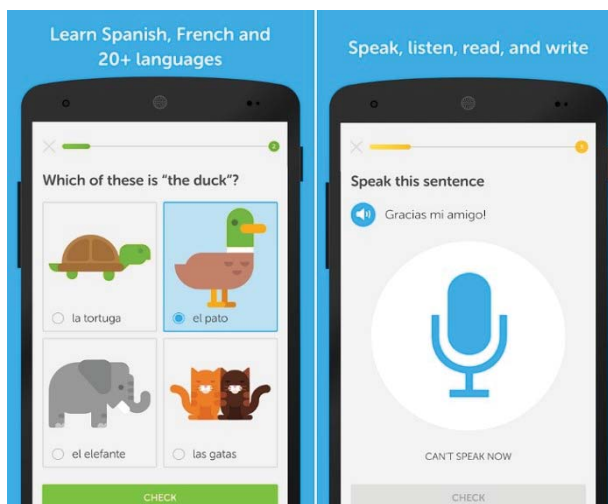 Learn Spanish, French and
20+ languages
2
Which of these is "the duck"?
la tortuga
el pato
el elefante
las gatas
CHECK
Speak, listen, read, and write
Speak this sentence
Gracias mi amigo!
CAN'T SPEAK NOW
CHECK